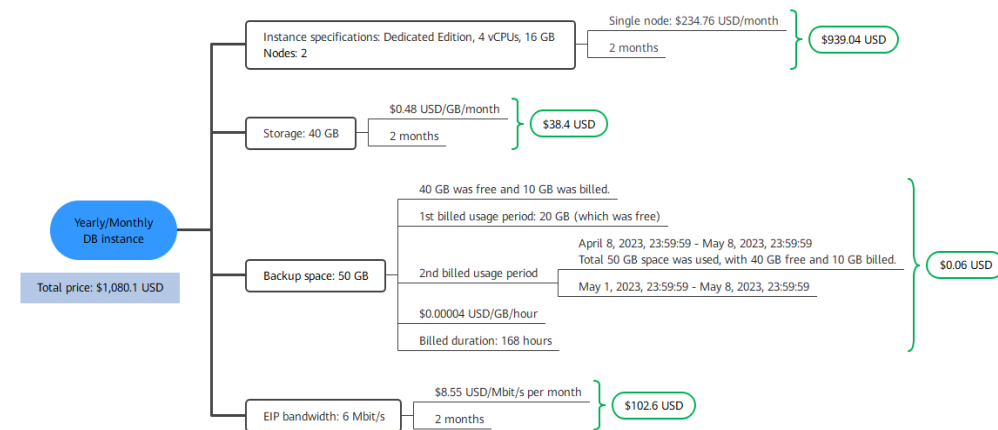 Yearly/Monthly
DB instance
Total price: $1,080.1 USD
Instance specifications: Dedicated Edition, 4 vCPUs, 16 GB
Nodes: 2
Single node: $234.76 USD/month
2 months
$939.04 USD
Storage: 40 GB
$0.48 USD/GB/month
2 months
$38.4 USD
Backup space: 50 GB
40 GB was free and 10 GB was billed.
1st billed usage period: 20 GB (which was free)
2nd billed usage period
April 8, 2023, 23:59:59 - May 8, 2023, 23:59:59
Total 50 GB space was used, with 40 GB free and 10 GB billed.
May 1, 2023, 23:59:59 - May 8, 2023, 23:59:59
$0.00004 USD/GB/hour
Billed duration: 168 hours
$0.06 USD
EIP bandwidth: 6 Mbit/s
$8.55 USD/Mbit/s per month
2 months
$102.6 USD